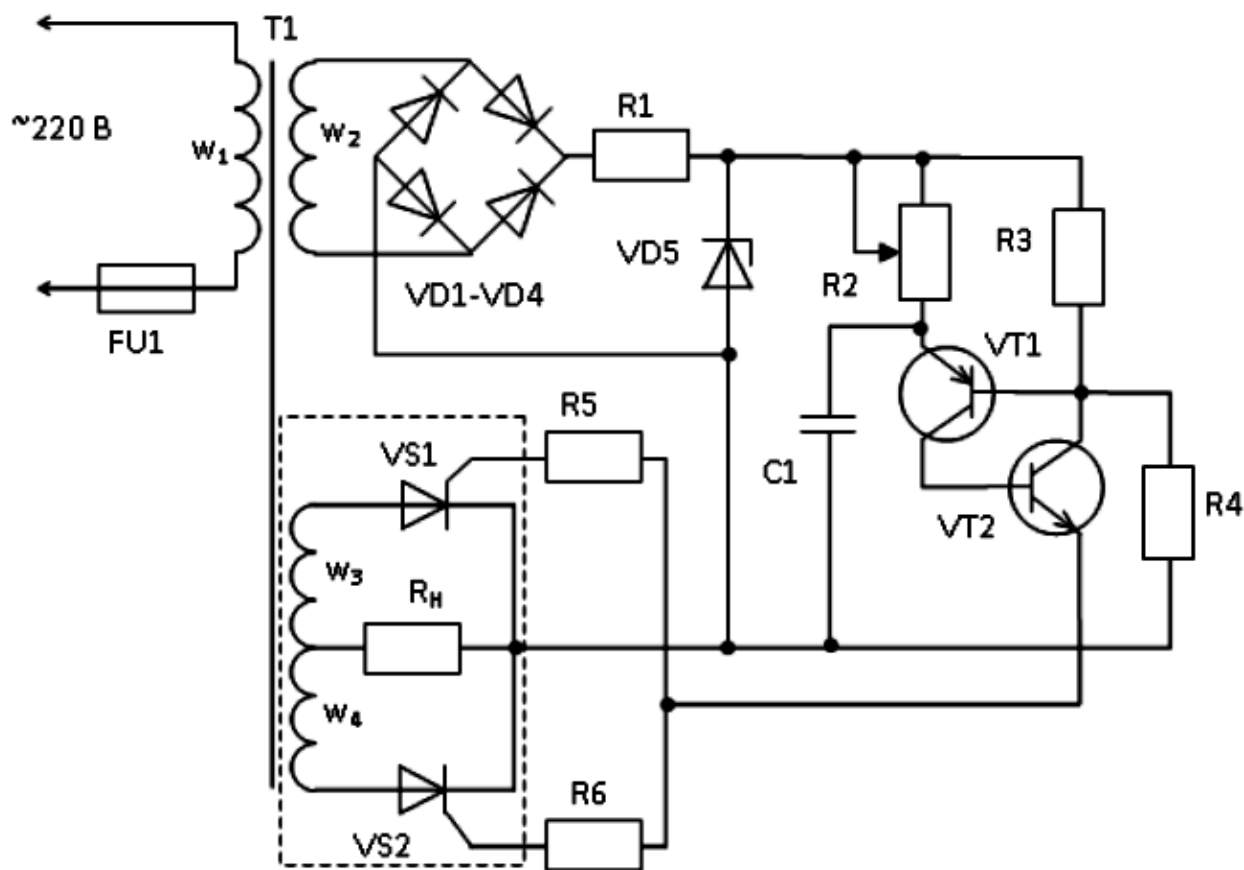 T1
~220 В
w₁
w₂
FU1
VD1-VD4
R1
VD5
R2
R3
VT1
C1
VT2
R4
R5
VS1
w₃
Rн
w₄
VS2
R6